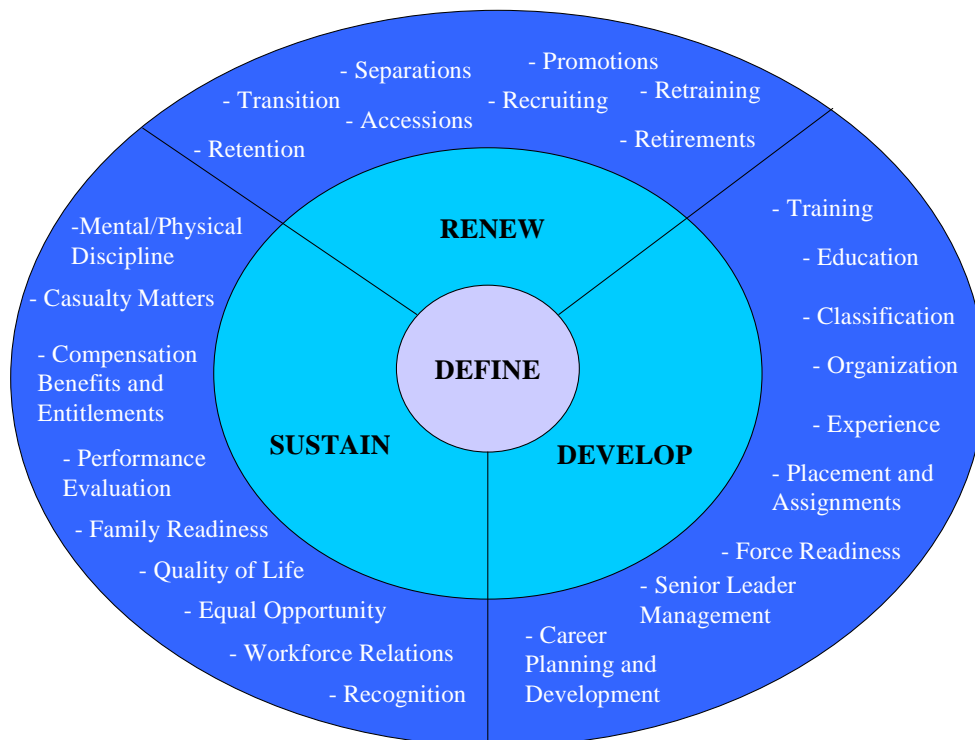 - Promotions
- Separations
- Retraining
- Transition
- Recruiting
- Accessions
- Retirements
- Retention
RENEW
-Mental/Physical
Discipline
- Casualty Matters
- Compensation
Benefits and
Entitlements
- Performance
Evaluation
- Family Readiness
- Quality of Life
- Equal Opportunity
- Workforce Relations
- Recognition
SUSTAIN
DEFINE
DEVELOP
- Training
- Education
- Classification
- Organization
- Experience
- Placement and
Assignments
- Force Readiness
- Senior Leader
Management
- Career
Planning and
Development